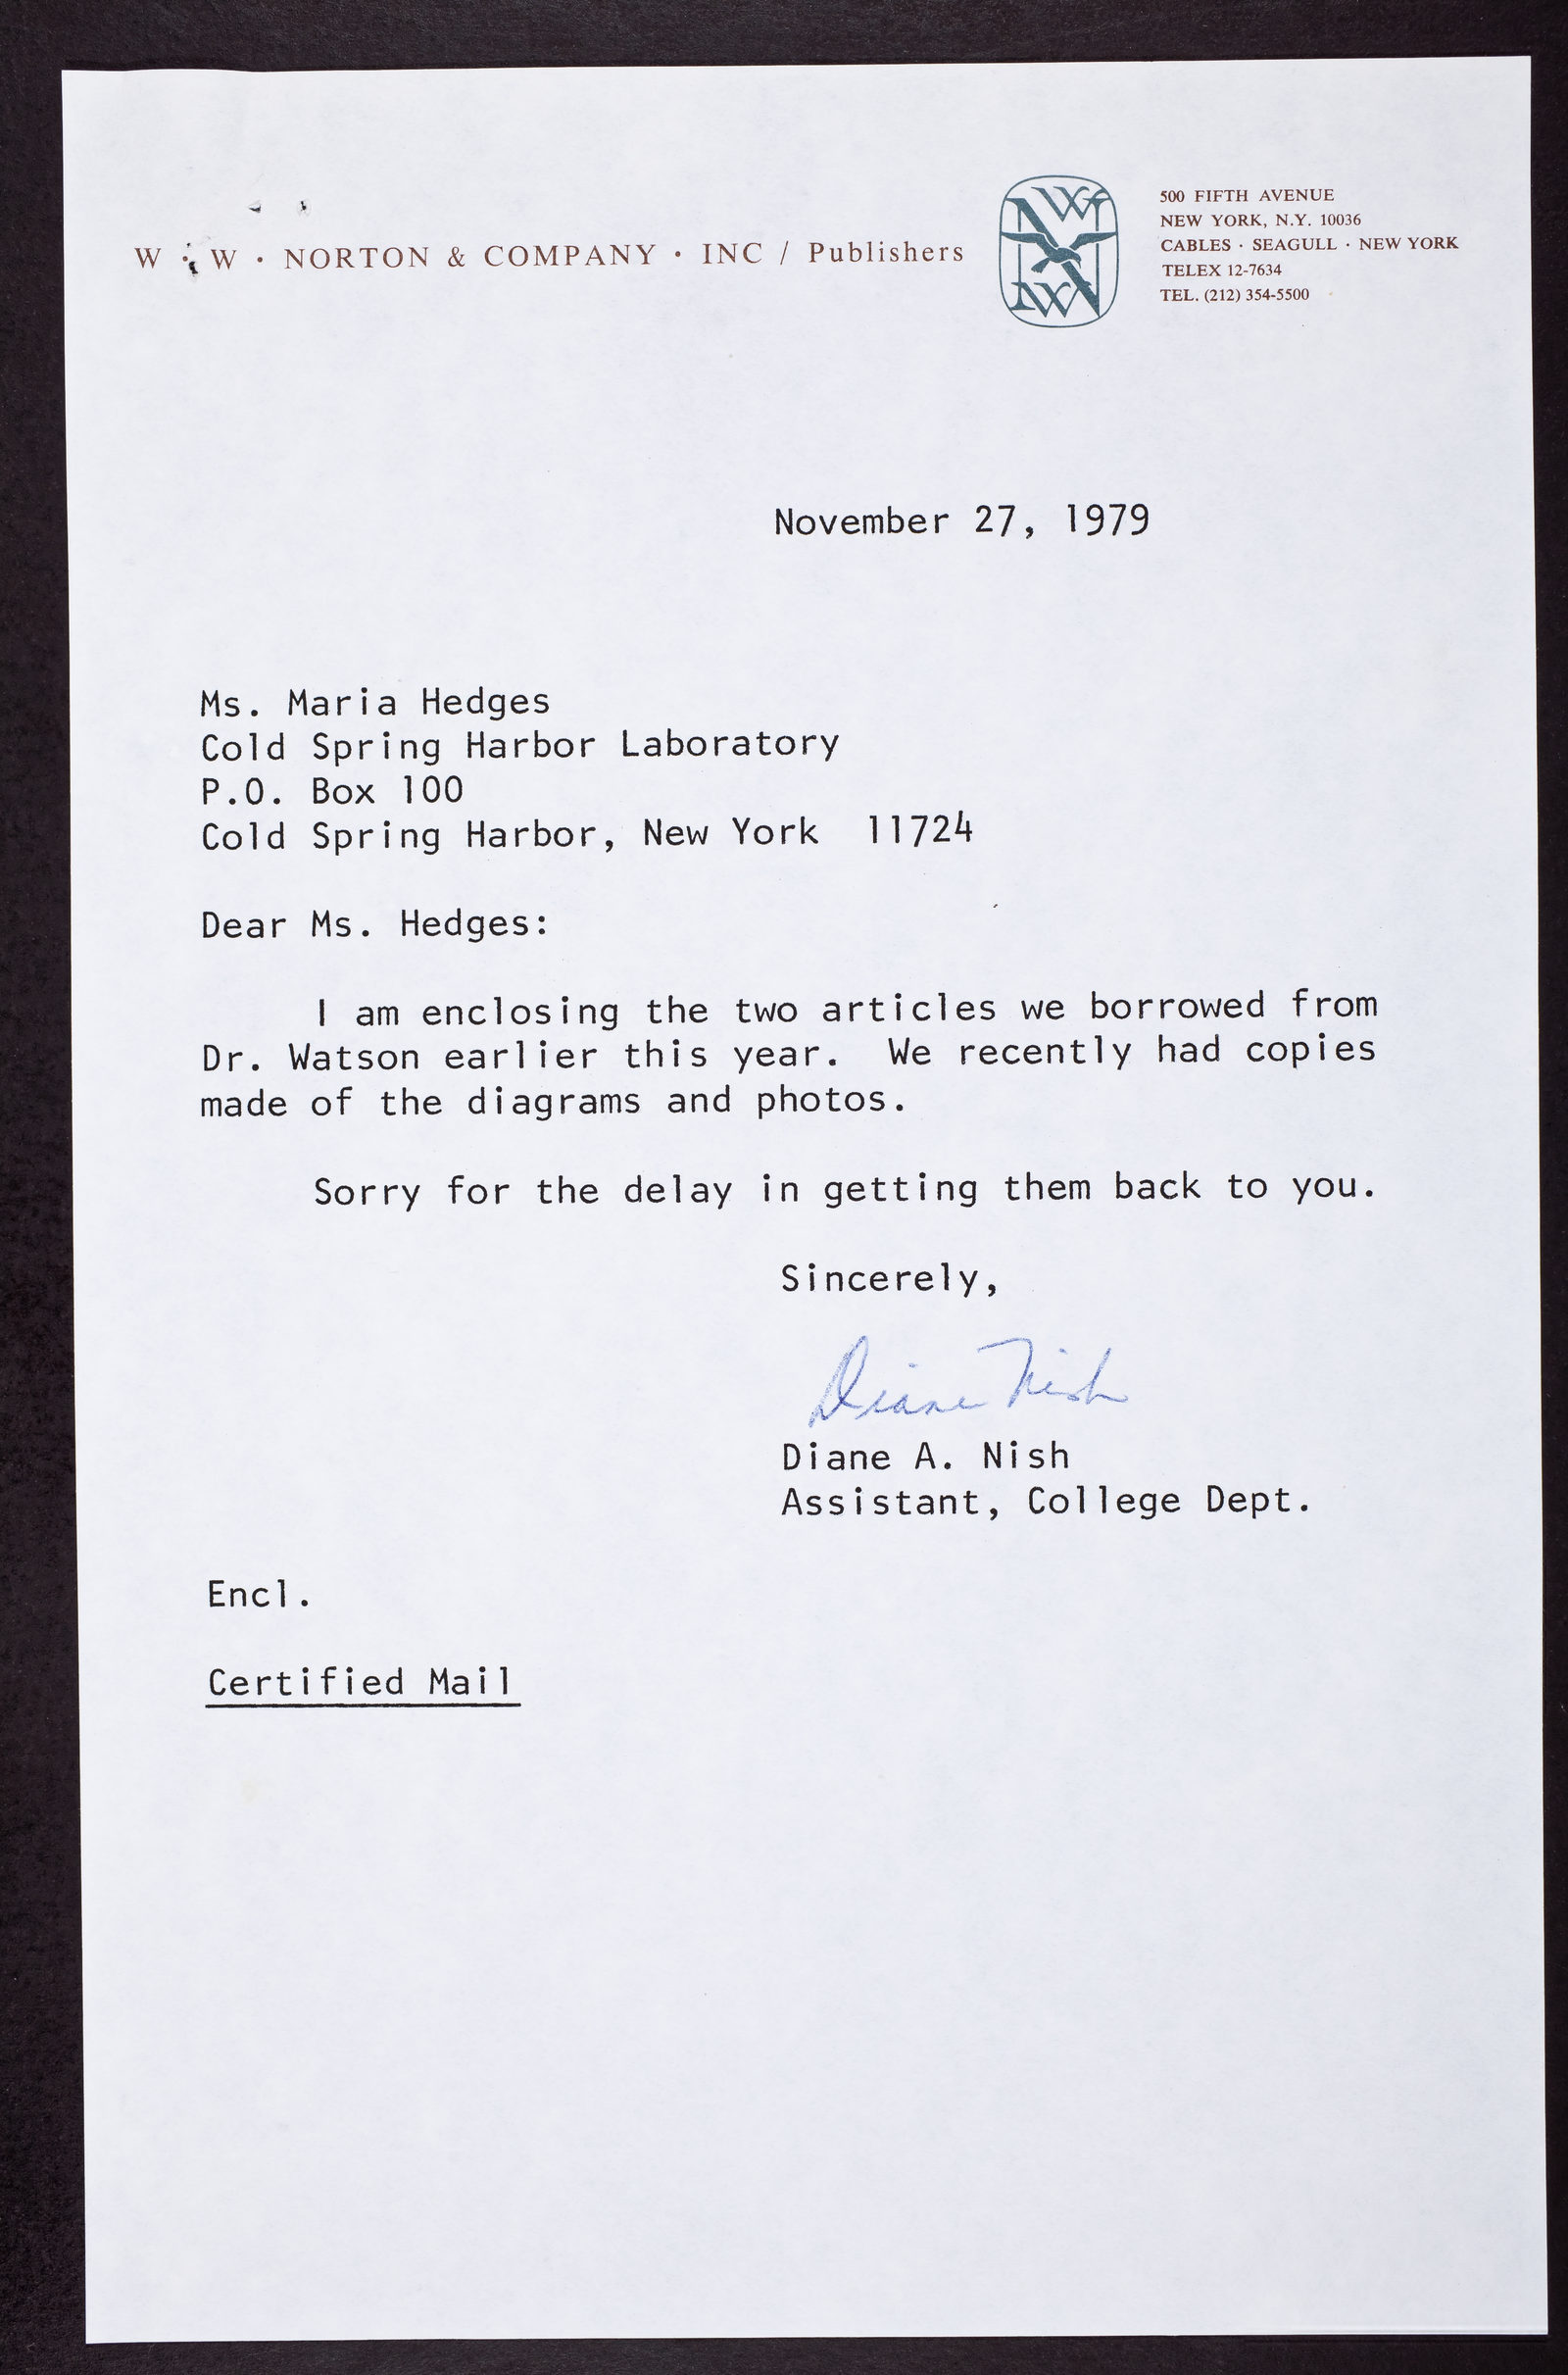 W · W · NORTON & COMPANY · INC / Publishers
500 FIFTH AVENUE
NEW YORK, N.Y. 10036
CABLES · SEAGULL · NEW YORK
TELEX 12-7634
TEL. (212) 354-5500
November 27, 1979
Ms. Maria Hedges
Cold Spring Harbor Laboratory
P.O. Box 100
Cold Spring Harbor, New York  11724
Dear Ms. Hedges:
I am enclosing the two articles we borrowed from
Dr. Watson earlier this year.  We recently had copies
made of the diagrams and photos.
Sorry for the delay in getting them back to you.
Sincerely,
Diane Nish
Diane A. Nish
Assistant, College Dept.
Encl.
Certified Mail